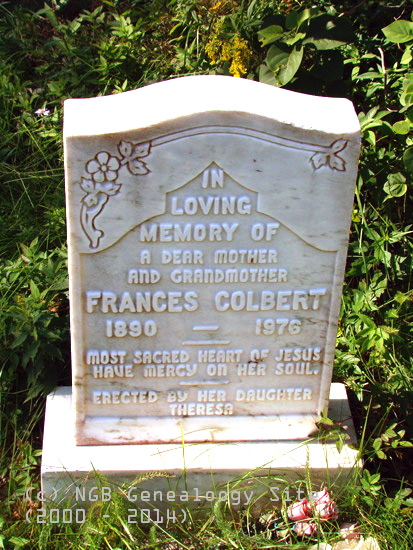 IN
LOVING
MEMORY OF
A DEAR MOTHER
AND GRANDMOTHER
FRANCES COLBERT
1890 — 1976
MOST SACRED HEART OF JESUS
HAVE MERCY ON HER SOUL.
ERECTED BY HER DAUGHTER
THERESA
(c) NGB Genealogy Site
(2000 - 2014)